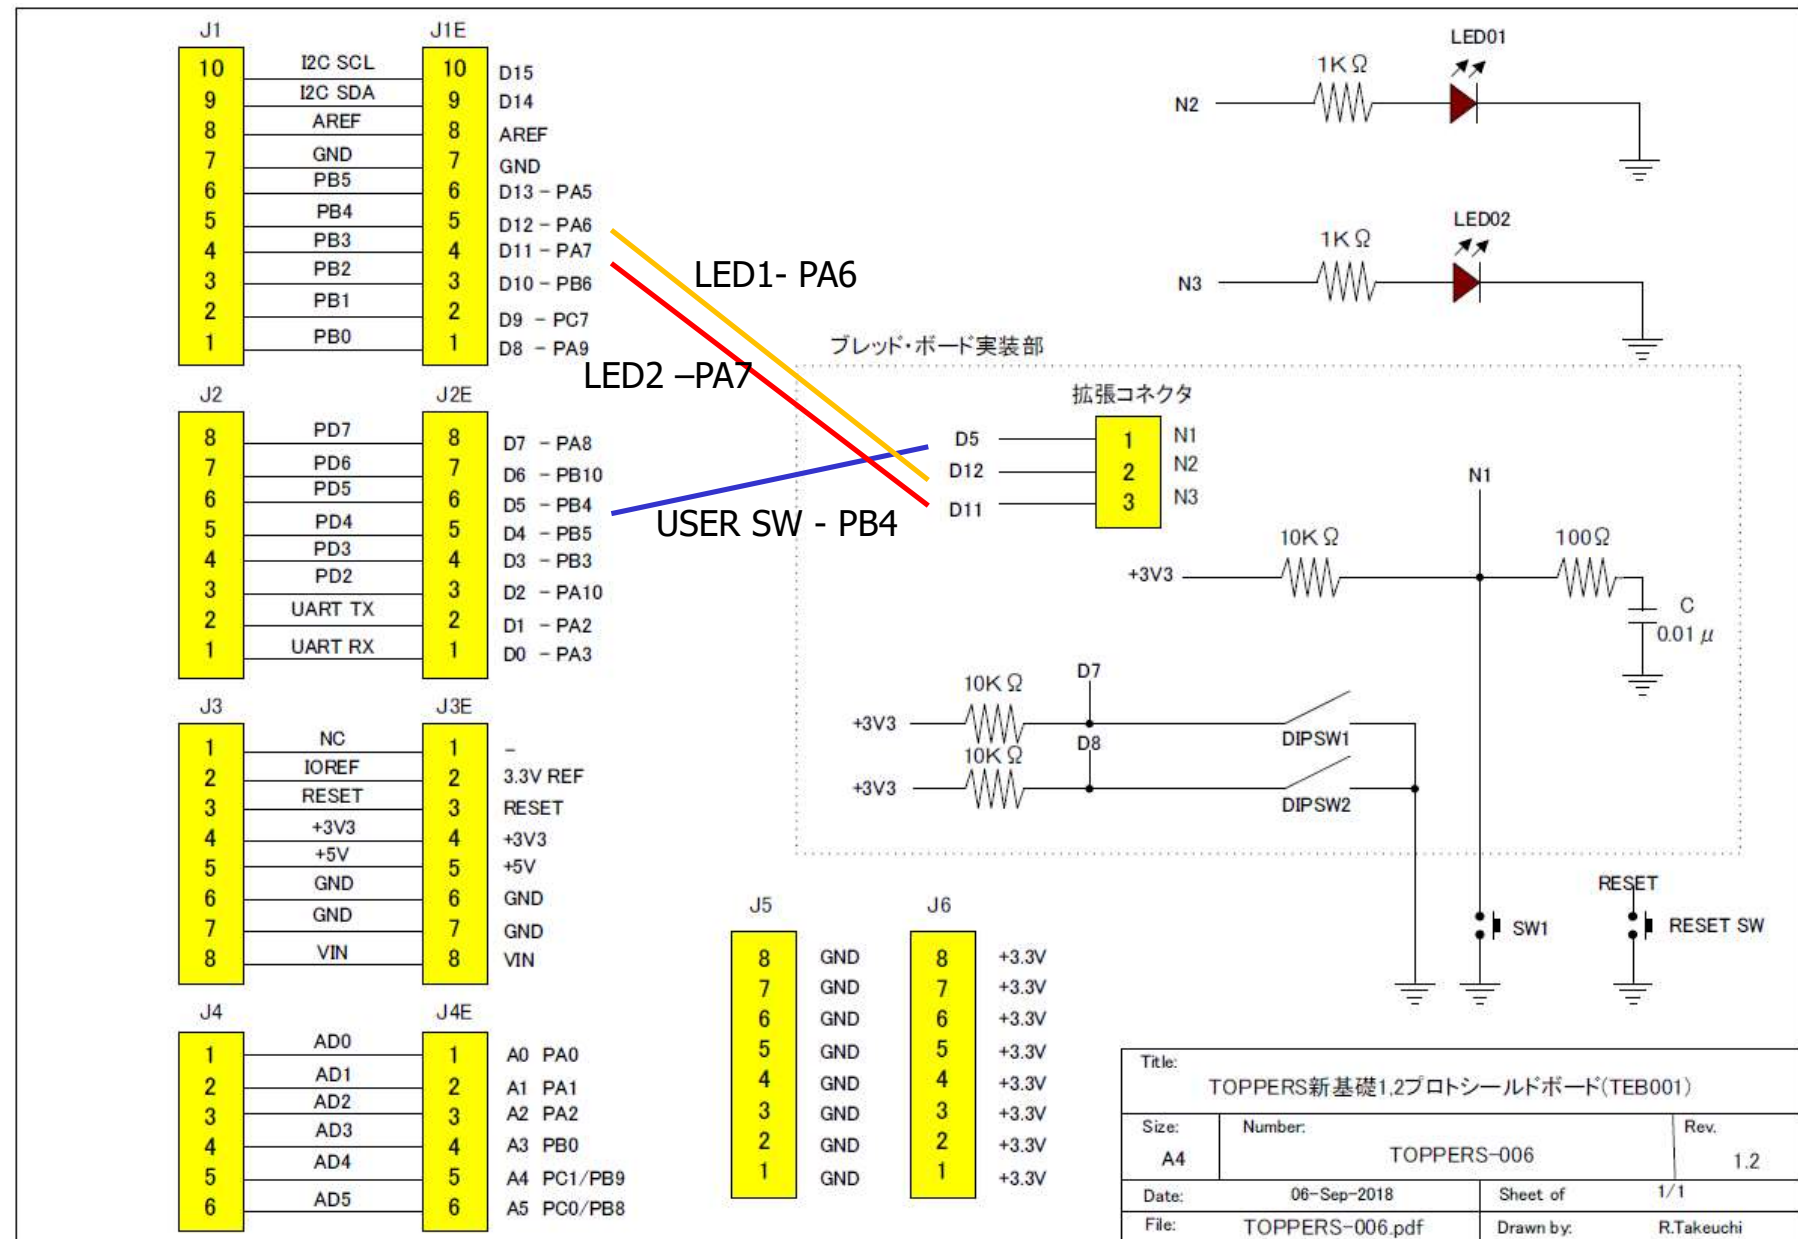 J1 J1E
10 I2C SCL 10 D15
9 I2C SDA 9 D14
8 AREF 8 AREF
7 GND 7 GND
6 PB5 6 D13 - PA5
5 PB4 5 D12 - PA6
4 PB3 4 D11 - PA7
3 PB2 3 D10 - PB6
2 PB1 2 D9 - PC7
1 PB0 1 D8 - PA9
J2 J2E
8 PD7 8 D7 - PA8
7 PD6 7 D6 - PB10
6 PD5 6 D5 - PB4
5 PD4 5 D4 - PB5
4 PD3 4 D3 - PB3
3 PD2 3 D2 - PA10
2 UART TX 2 D1 - PA2
1 UART RX 1 D0 - PA3
J3 J3E
1 NC 1 -
2 IOREF 2 3.3V REF
3 RESET 3 RESET
4 +3V3 4 +3V3
5 +5V 5 +5V
6 GND 6 GND
7 GND 7 GND
8 VIN 8 VIN
J4 J4E
1 AD0 1 A0 PA0
2 AD1 2 A1 PA1
3 AD2 3 A2 PA2
4 AD3 4 A3 PB0
5 AD4 5 A4 PC1/PB9
6 AD5 6 A5 PC0/PB8
LED1- PA6
LED2 –PA7
USER SW - PB4
LED01
1KΩ
N2
LED02
1KΩ
N3
ブレッド・ボード実装部
拡張コネクタ
D5 1 N1
D12 2 N2
D11 3 N3
N1
10KΩ 100Ω
+3V3
C
0.01μ
10KΩ D7
+3V3 DIPSW1
10KΩ D8
+3V3 DIPSW2
RESET
SW1 RESET SW
J5 J6
8 GND 8 +3.3V
7 GND 7 +3.3V
6 GND 6 +3.3V
5 GND 5 +3.3V
4 GND 4 +3.3V
3 GND 3 +3.3V
2 GND 2 +3.3V
1 GND 1 +3.3V
Title:
TOPPERS新基礎1,2プロトシールドボード(TEB001)
Size: Number: Rev.
A4 TOPPERS-006 1.2
Date: 06-Sep-2018 Sheet of 1/1
File: TOPPERS-006.pdf Drawn by: R.Takeuchi